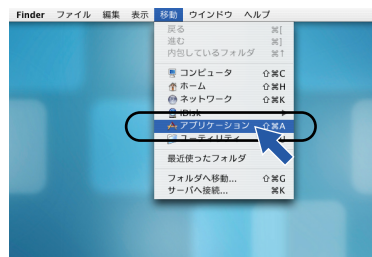 Finder ファイル 編集 表示 移動 ウインドウ ヘルプ
戻る ⌘[
進む ⌘]
内包しているフォルダ ⌘↑
コンピュータ ⇧⌘C
ホーム ⇧⌘H
ネットワーク ⇧⌘K
iDisk
アプリケーション ⇧⌘A
ユーティリティ
最近使ったフォルダ
フォルダへ移動... ⇧⌘G
サーバへ接続... ⌘K